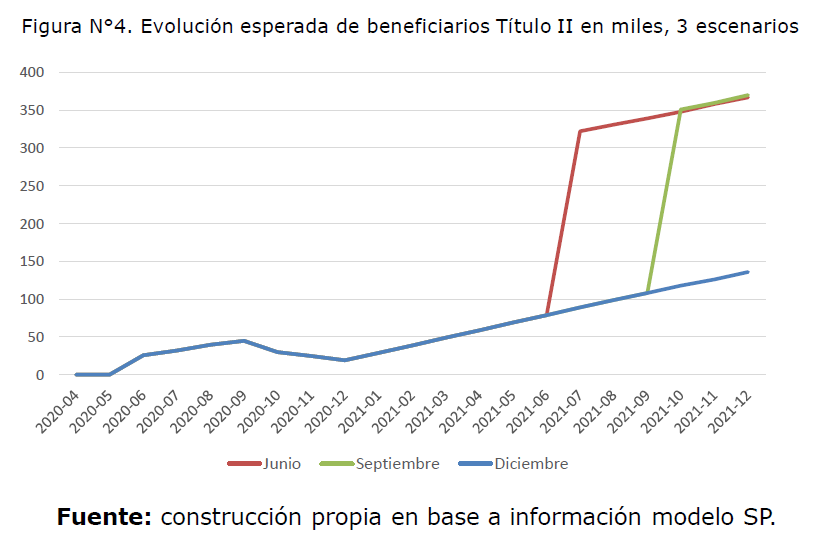 Figura N°4. Evolución esperada de beneficiarios Título II en miles, 3 escenarios
400
350
300
250
200
150
100
50
0
2020-04 2020-05 2020-06 2020-07 2020-08 2020-09 2020-10 2020-11 2020-12 2021-01 2021-02 2021-03 2021-04 2021-05 2021-06 2021-07 2021-08 2021-09 2021-10 2021-11 2021-12
Junio Septiembre Diciembre
Fuente: construcción propia en base a información modelo SP.